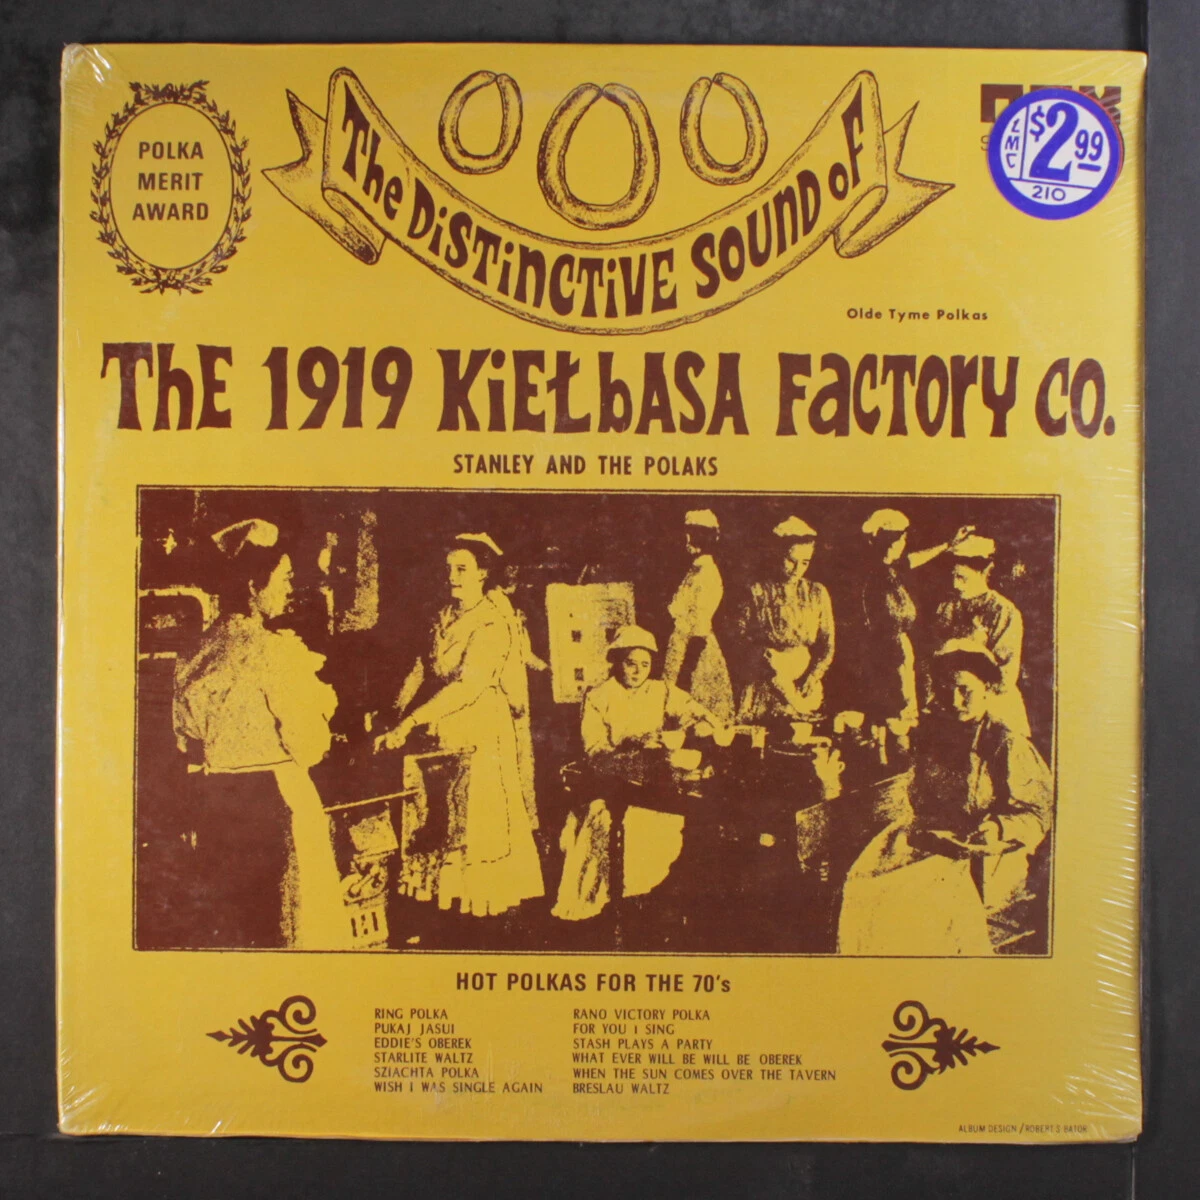 POLKA
MERIT
AWARD
The DiSTiNCTiVE SOUND OF
LMC
$2.99
210
Olde Tyme Polkas
ThE 1919 KiEŁbASA FACTORY CO.
STANLEY AND THE POLAKS
HOT POLKAS FOR THE 70's
RING POLKA
PUKAJ JASUI
EDDIE'S OBEREK
STARLITE WALTZ
SZIACHTA POLKA
WISH I WAS SINGLE AGAIN
RANO VICTORY POLKA
FOR YOU I SING
STASH PLAYS A PARTY
WHAT EVER WILL BE WILL BE OBEREK
WHEN THE SUN COMES OVER THE TAVERN
BRESLAU WALTZ
ALBUM DESIGN / ROBERT S BATOR